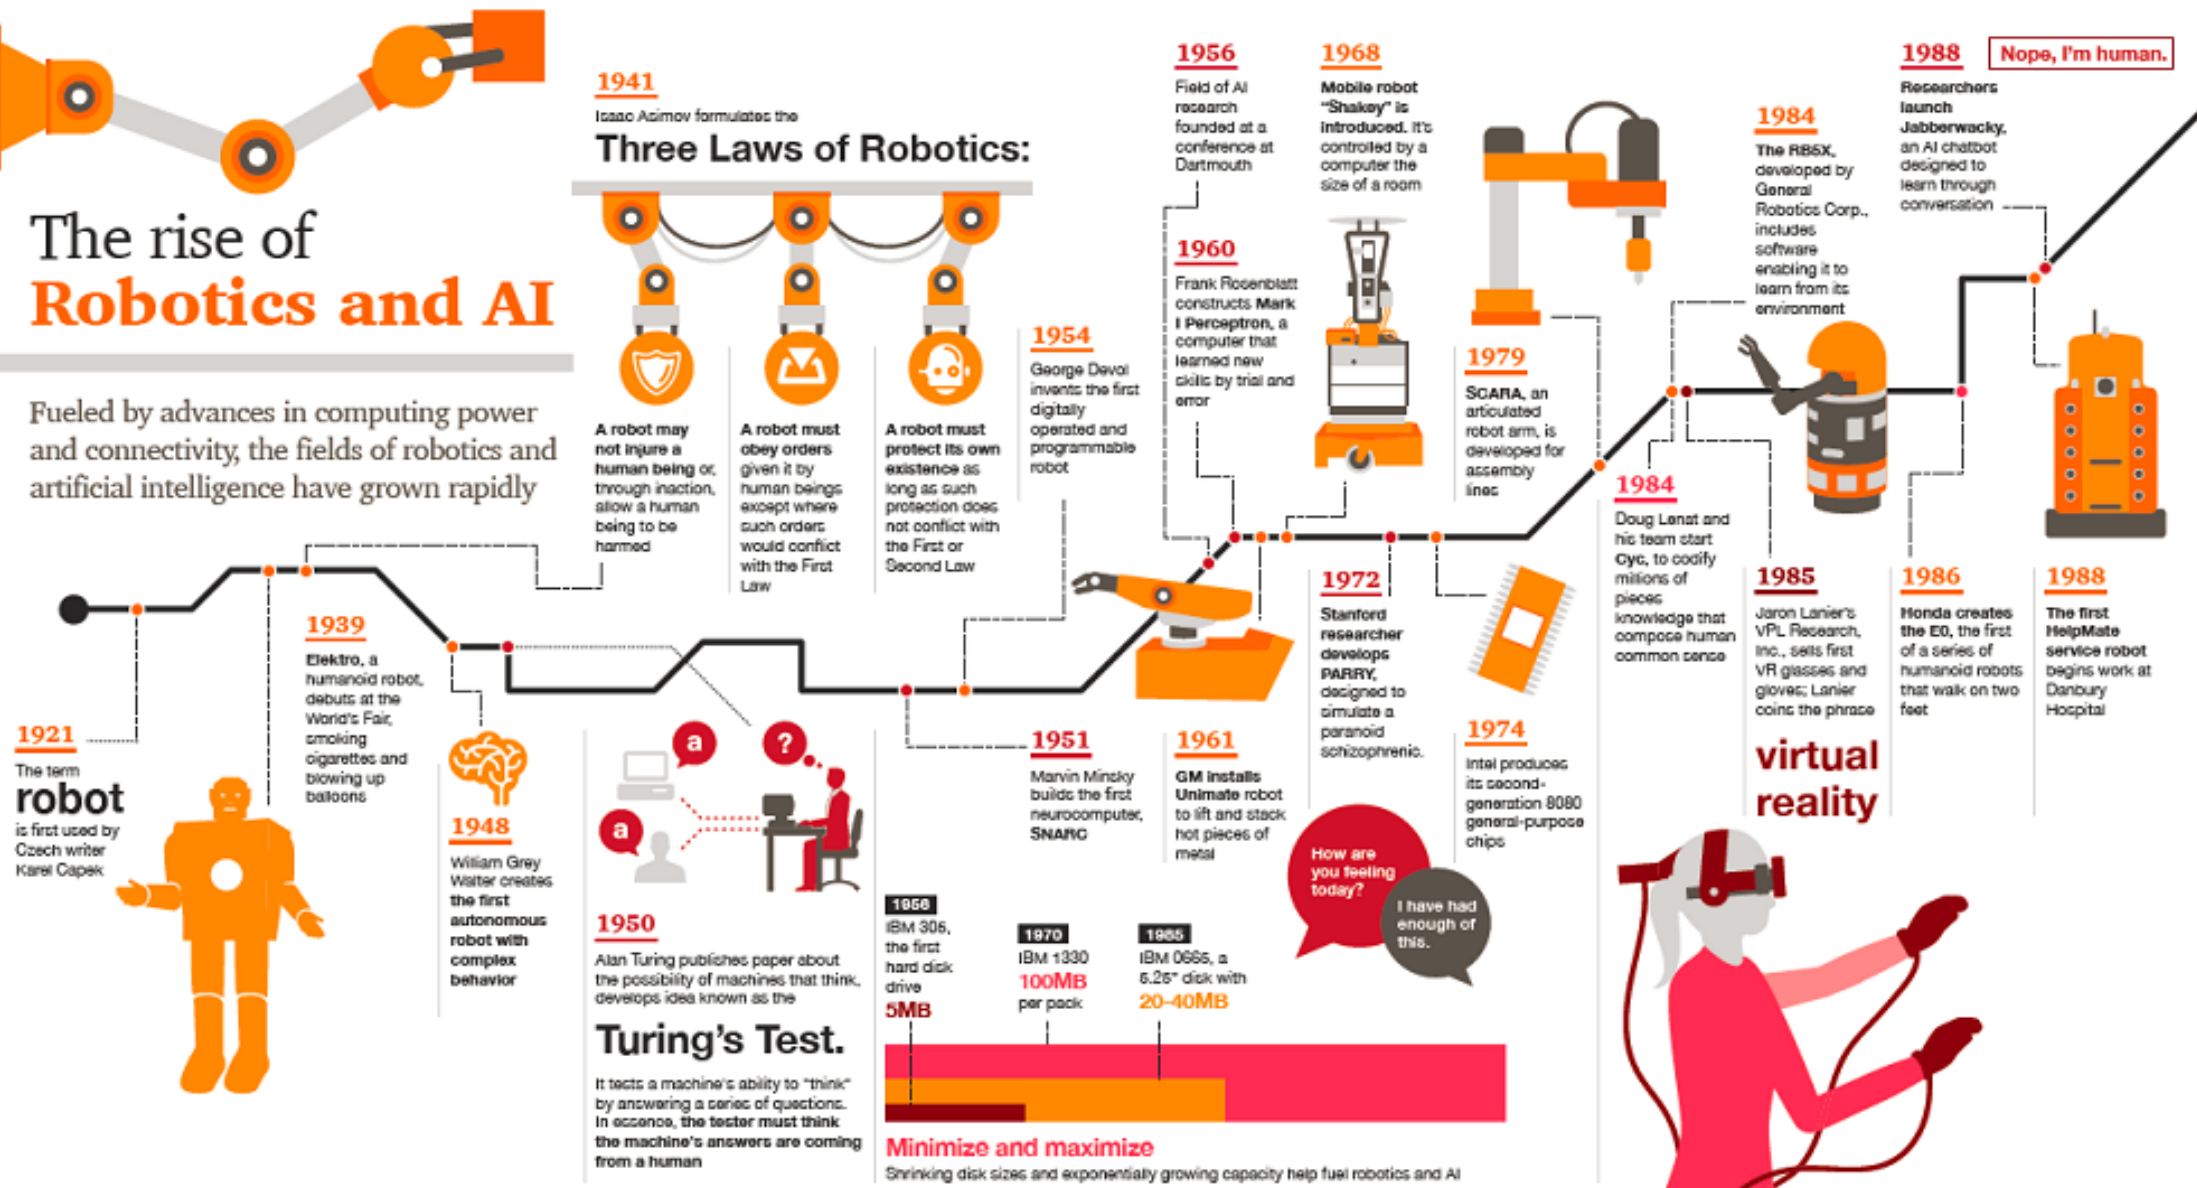 The rise of
Robotics and AI
Fueled by advances in computing power
and connectivity, the fields of robotics and
artificial intelligence have grown rapidly
1921
The term
robot
is first used by
Czech writer
Karel Capek
1939
Elektro, a
humanoid robot,
debuts at the
World's Fair,
smoking
cigarettes and
blowing up
balloons
1941
Isaac Asimov formulates the
Three Laws of Robotics:
A robot may
not injure a
human being or,
through inaction,
allow a human
being to be
harmed
A robot must
obey orders
given it by
human beings
except where
such orders
would conflict
with the First
Law
A robot must
protect its own
existence as
long as such
protection does
not conflict with
the First or
Second Law
1948
William Grey
Walter creates
the first
autonomous
robot with
complex
behavior
a
?
a
1950
Alan Turing publishes paper about
the possibility of machines that think,
develops idea known as the
Turing's Test.
It tests a machine's ability to "think"
by answering a series of questions.
In essence, the tester must think
the machine's answers are coming
from a human
1951
Marvin Minsky
builds the first
neurocomputer,
SNARC
1954
George Devol
invents the first
digitally
operated and
programmable
robot
1956
Field of AI
research
founded at a
conference at
Dartmouth
1960
Frank Rosenblatt
constructs Mark
I Perceptron, a
computer that
learned new
skills by trial and
error
1961
GM installs
Unimate robot
to lift and stack
hot pieces of
metal
1968
Mobile robot
"Shakey" is
introduced. It's
controlled by a
computer the
size of a room
1972
Stanford
researcher
develops
PARRY,
designed to
simulate a
paranoid
schizophrenic.
How are
you feeling
today?
I have had
enough of
this.
1974
Intel produces
its second-
generation 8080
general-purpose
chips
1979
SCARA, an
articulated
robot arm, is
developed for
assembly
lines
1984
The RB5X,
developed by
General
Robotics Corp.,
includes
software
enabling it to
learn from its
environment
1984
Doug Lenat and
his team start
Cyc, to codify
millions of
pieces
knowledge that
compose human
common sense
1985
Jaron Lanier's
VPL Research,
Inc., sells first
VR glasses and
gloves; Lanier
coins the phrase
virtual
reality
1986
Honda creates
the E0, the first
of a series of
humanoid robots
that walk on two
feet
1988
Researchers
launch
Jabberwacky,
an AI chatbot
designed to
learn through
conversation
Nope, I'm human.
1988
The first
HelpMate
service robot
begins work at
Danbury
Hospital
1956
IBM 305,
the first
hard disk
drive
5MB
1970
IBM 1330
100MB
per pack
1985
IBM 0665, a
5.25" disk with
20-40MB
Minimize and maximize
Shrinking disk sizes and exponentially growing capacity help fuel robotics and AI